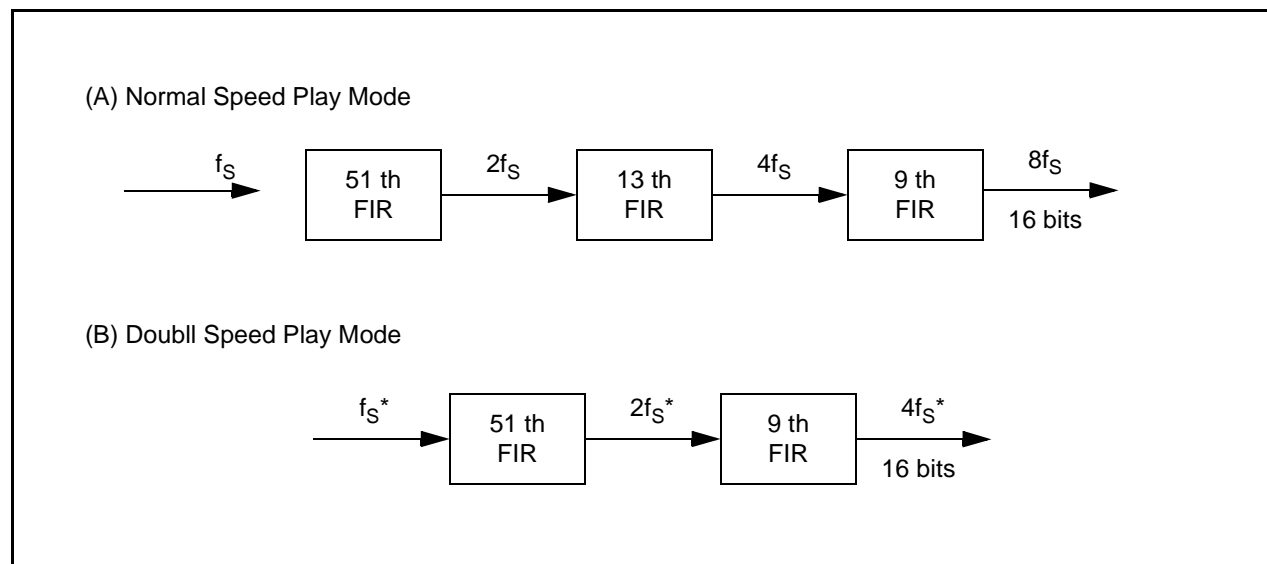 (A) Normal Speed Play Mode
fS
51 th
FIR
2fS
13 th
FIR
4fS
9 th
FIR
8fS
16 bits
(B) Doubll Speed Play Mode
fS*
51 th
FIR
2fS*
9 th
FIR
4fS*
16 bits